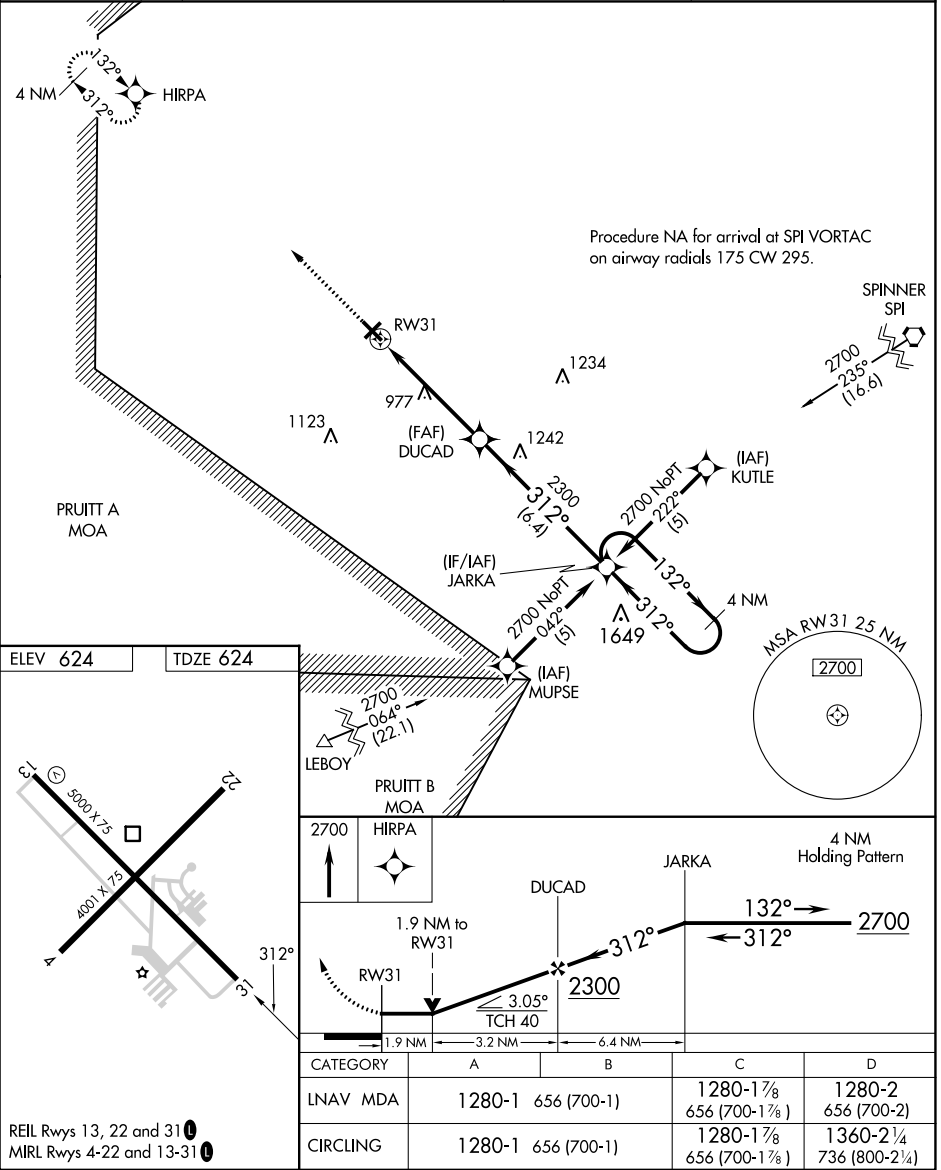 132°
312°
4 NM
HIRPA
Procedure NA for arrival at SPI VORTAC
on airway radials 175 CW 295.
SPINNER
SPI
2700
235°
(16.6)
RW31
1234
977
1123
(FAF)
DUCAD
1242
2300
312°
(6.4)
(IAF)
KUTLE
2700 NoPT
222°
(5)
PRUITT A
MOA
(IF/IAF)
JARKA
132°
312°
4 NM
2700 NoPT
042°
(5)
1649
(IAF)
MUPSE
MSA RW31 25 NM
2700
2700
064°
(22.1)
LEBOY
PRUITT B
MOA
ELEV 624
TDZE 624
13
22
5000 X 75
4001 X 75
4
31
312°
REIL Rwys 13, 22 and 31 L
MIRL Rwys 4-22 and 13-31 L
2700
HIRPA
4 NM
Holding Pattern
JARKA
DUCAD
132°
312°
2700
312°
1.9 NM to
RW31
RW31
2300
3.05°
TCH 40
1.9 NM
3.2 NM
6.4 NM
CATEGORY A B C D
LNAV MDA 1280-1 656 (700-1) 1280-1⅞ 1280-2
656 (700-1⅞) 656 (700-2)
CIRCLING 1280-1 656 (700-1) 1280-1⅞ 1360-2¼
656 (700-1⅞) 736 (800-2¼)